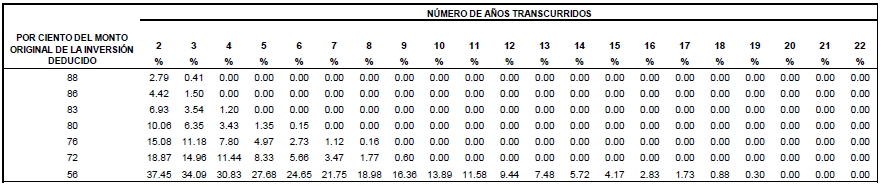 NÚMERO DE AÑOS TRANSCURRIDOS
POR CIENTO DEL MONTO
ORIGINAL DE LA INVERSIÓN
DEDUCIDO
2 3 4 5 6 7 8 9 10 11 12 13 14 15 16 17 18 19 20 21 22
% % % % % % % % % % % % % % % % % % % % %
88 2.79 0.41 0.00 0.00 0.00 0.00 0.00 0.00 0.00 0.00 0.00 0.00 0.00 0.00 0.00 0.00 0.00 0.00 0.00 0.00 0.00
86 4.42 1.50 0.00 0.00 0.00 0.00 0.00 0.00 0.00 0.00 0.00 0.00 0.00 0.00 0.00 0.00 0.00 0.00 0.00 0.00 0.00
83 6.93 3.54 1.20 0.00 0.00 0.00 0.00 0.00 0.00 0.00 0.00 0.00 0.00 0.00 0.00 0.00 0.00 0.00 0.00 0.00 0.00
80 10.06 6.35 3.43 1.35 0.15 0.00 0.00 0.00 0.00 0.00 0.00 0.00 0.00 0.00 0.00 0.00 0.00 0.00 0.00 0.00 0.00
76 15.08 11.18 7.80 4.97 2.73 1.12 0.16 0.00 0.00 0.00 0.00 0.00 0.00 0.00 0.00 0.00 0.00 0.00 0.00 0.00 0.00
72 18.87 14.96 11.44 8.33 5.66 3.47 1.77 0.60 0.00 0.00 0.00 0.00 0.00 0.00 0.00 0.00 0.00 0.00 0.00 0.00 0.00
56 37.45 34.09 30.83 27.68 24.65 21.75 18.98 16.36 13.89 11.58 9.44 7.48 5.72 4.17 2.83 1.73 0.88 0.30 0.00 0.00 0.00